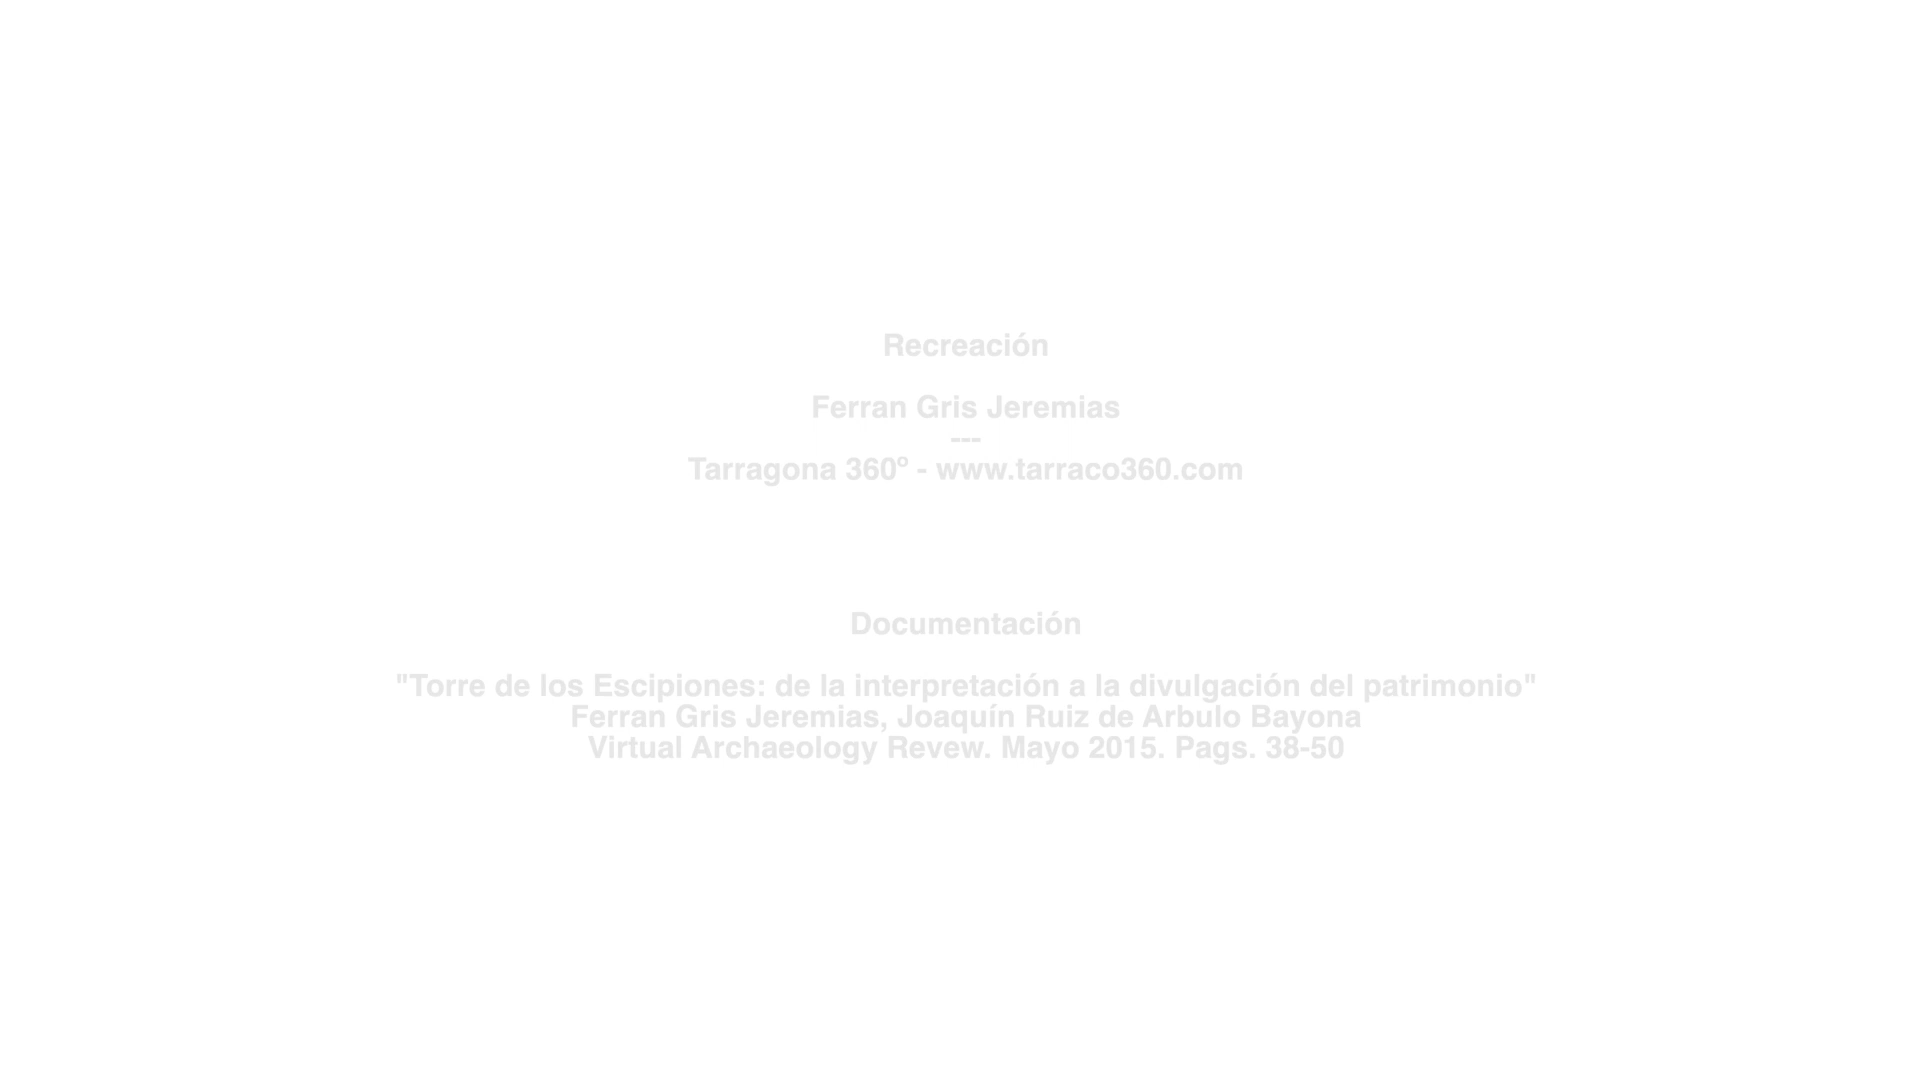 Recreación
Ferran Gris Jeremias
---
Tarragona 360º - www.tarraco360.com
Documentación
"Torre de los Escipiones: de la interpretación a la divulgación del patrimonio"
Ferran Gris Jeremias, Joaquín Ruiz de Arbulo Bayona
Virtual Archaeology Revew. Mayo 2015. Pags. 38-50